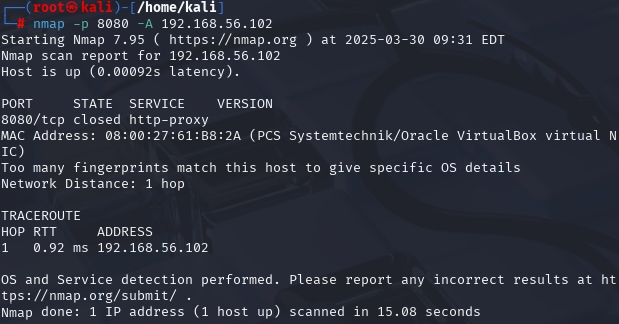 ┌──(root㉿kali)-[/home/kali]
└─# nmap -p 8080 -A 192.168.56.102
Starting Nmap 7.95 ( https://nmap.org ) at 2025-03-30 09:31 EDT
Nmap scan report for 192.168.56.102
Host is up (0.00092s latency).

PORT     STATE  SERVICE    VERSION
8080/tcp closed http-proxy
MAC Address: 08:00:27:61:B8:2A (PCS Systemtechnik/Oracle VirtualBox virtual N
IC)
Too many fingerprints match this host to give specific OS details
Network Distance: 1 hop

TRACEROUTE
HOP RTT     ADDRESS
1   0.92 ms 192.168.56.102

OS and Service detection performed. Please report any incorrect results at ht
tps://nmap.org/submit/ .
Nmap done: 1 IP address (1 host up) scanned in 15.08 seconds